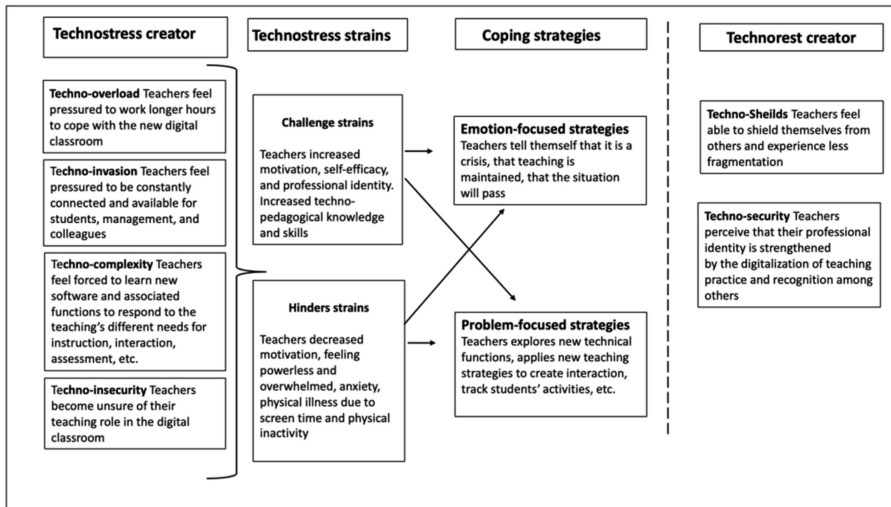 Technostress creator
Techno-overload Teachers feel
pressured to work longer hours
to cope with the new digital
classroom
Techno-invasion Teachers feel
pressured to be constantly
connected and available for
students, management, and
colleagues
Techno-complexity Teachers
feel forced to learn new
software and associated
functions to respond to the
teaching's different needs for
instruction, interaction,
assessment, etc.
Techno-insecurity Teachers
become unsure of their
teaching role in the digital
classroom
Technostress strains
Challenge strains
Teachers increased
motivation, self-efficacy,
and professional identity.
Increased techno-
pedagogical knowledge
and skills
Hinders strains
Teachers decreased
motivation, feeling
powerless and
overwhelmed, anxiety,
physical illness due to
screen time and physical
inactivity
Coping strategies
Emotion-focused strategies
Teachers tell themself that it is a
crisis, that teaching is
maintained, that the situation
will pass
Problem-focused strategies
Teachers explores new technical
functions, applies new teaching
strategies to create interaction,
track students' activities, etc.
Technorest creator
Techno-Sheilds Teachers feel
able to shield themselves from
others and experience less
fragmentation
Techno-security Teachers
perceive that their professional
identity is strengthened
by the digitalization of teaching
practice and recognition among
others